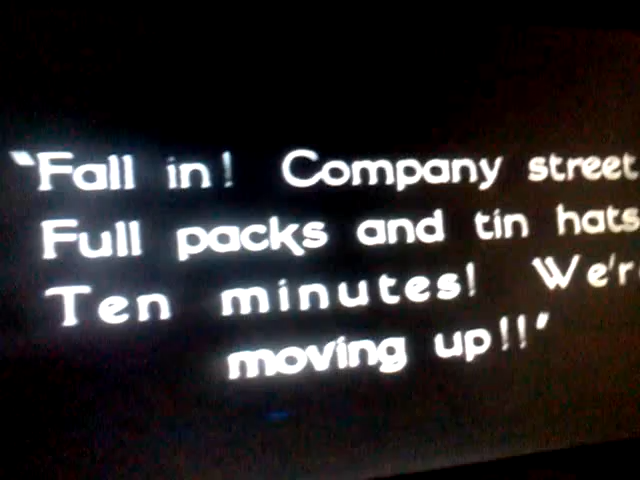 "Fall in! Company street
Full packs and tin hats
Ten minutes! We'r
moving up!!"